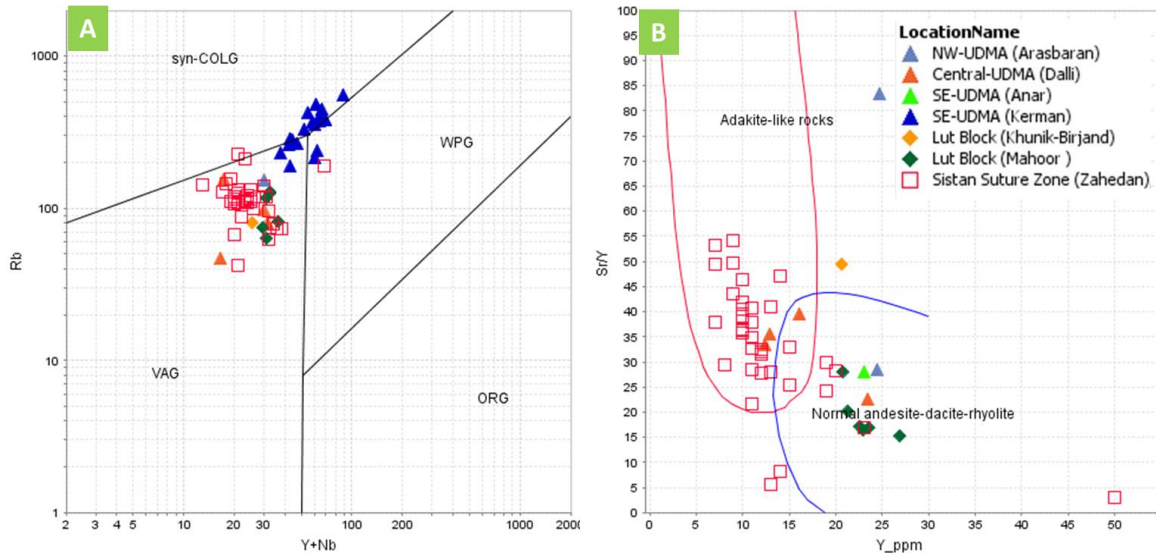 A
1000
100
10
1
Rb
syn-COLG
WPG
VAG
ORG
2 3 4 5 10 20 30 100 200 1000 2000
Y+Nb
B
100
95
90
85
80
75
70
65
60
55
50
45
40
35
30
25
20
15
10
5
0
Sr/Y
Adakite-like rocks
Normal andesite-dacite-rhyolite
LocationName
NW-UDMA (Arasbaran)
Central-UDMA (Dalli)
SE-UDMA (Anar)
SE-UDMA (Kerman)
Lut Block (Khunik-Birjand)
Lut Block (Mahoor )
Sistan Suture Zone (Zahedan)
0 5 10 15 20 25 30 35 40 45 50
Y_ppm